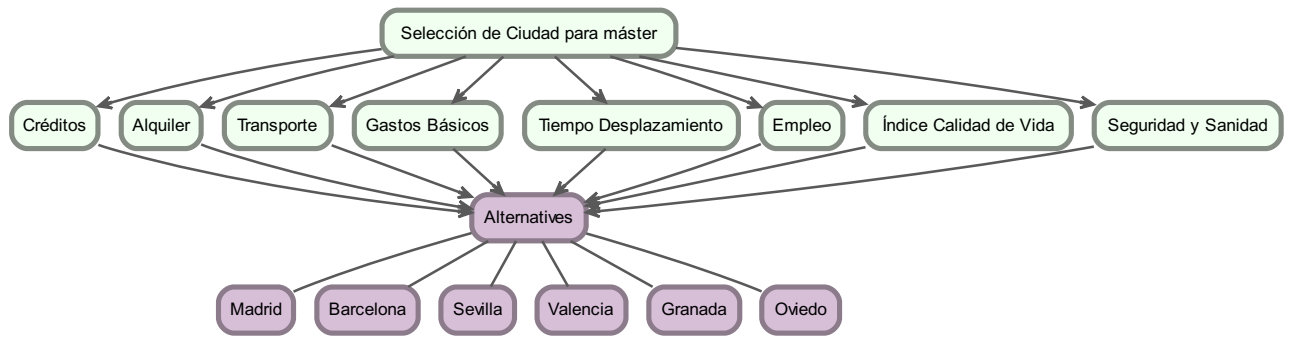 Selección de Ciudad para máster
Créditos
Alquiler
Transporte
Gastos Básicos
Tiempo Desplazamiento
Empleo
Índice Calidad de Vida
Seguridad y Sanidad
Alternatives
Madrid
Barcelona
Sevilla
Valencia
Granada
Oviedo